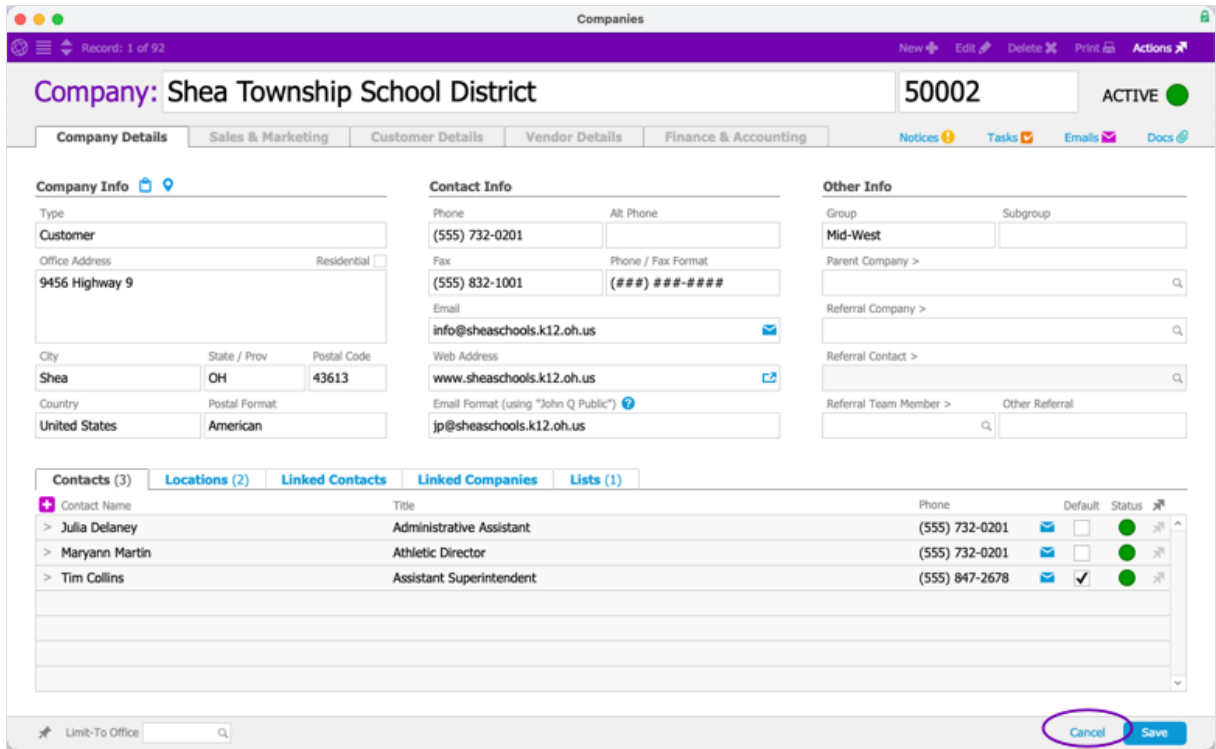 Companies
Record: 1 of 92 New Edit Delete Print Actions
Company: Shea Township School District 50002 ACTIVE
Company Details Sales & Marketing Customer Details Vendor Details Finance & Accounting Notices Tasks Emails Docs
Company Info Contact Info Other Info
Type Phone Alt Phone Group Subgroup
Customer (555) 732-0201 Mid-West
Office Address Residential Fax Phone / Fax Format Parent Company >
9456 Highway 9 (555) 832-1001 (###) ###-####
Email Referral Company >
info@sheaschools.k12.oh.us
City State / Prov Postal Code Web Address Referral Contact >
Shea OH 43613 www.sheaschools.k12.oh.us
Country Postal Format Email Format (using "John Q Public") ? Referral Team Member > Other Referral
United States American jp@sheaschools.k12.oh.us
Contacts (3) Locations (2) Linked Contacts Linked Companies Lists (1)
Contact Name Title Phone Default Status
> Julia Delaney Administrative Assistant (555) 732-0201
> Maryann Martin Athletic Director (555) 732-0201
> Tim Collins Assistant Superintendent (555) 847-2678
Limit-To Office Cancel Save